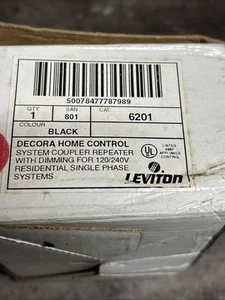 50078477787989
QTY. SAN - CAT.
1 801 6201
COLOUR
BLACK
DECORA HOME CONTROL
SYSTEM COUPLER REPEATER
WITH DIMMING FOR 120/240V
RESIDENTIAL SINGLE PHASE
SYSTEMS
UL
LISTED
APPLIANCE
CONTROL
LEVITON